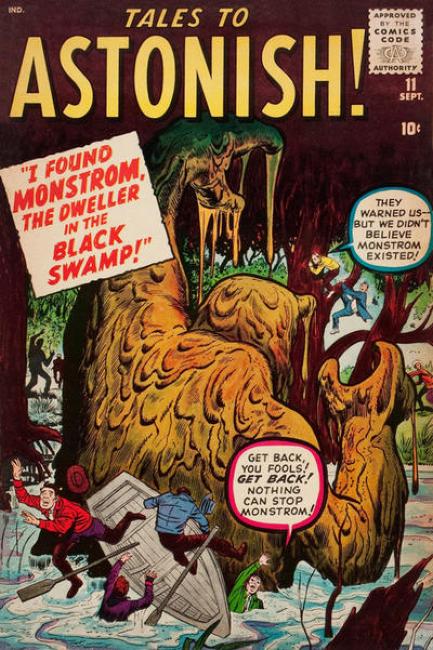 IND.
TALES TO
ASTONISH!
APPROVED
BY THE
COMICS
CODE
AUTHORITY
11
SEPT.
10¢
"I FOUND
MONSTROM,
THE DWELLER
IN THE
BLACK
SWAMP!"
THEY
WARNED US--
BUT WE DIDN'T
BELIEVE
MONSTROM
EXISTED!
GET BACK,
YOU FOOLS!
GET BACK!
NOTHING
CAN STOP
MONSTROM!